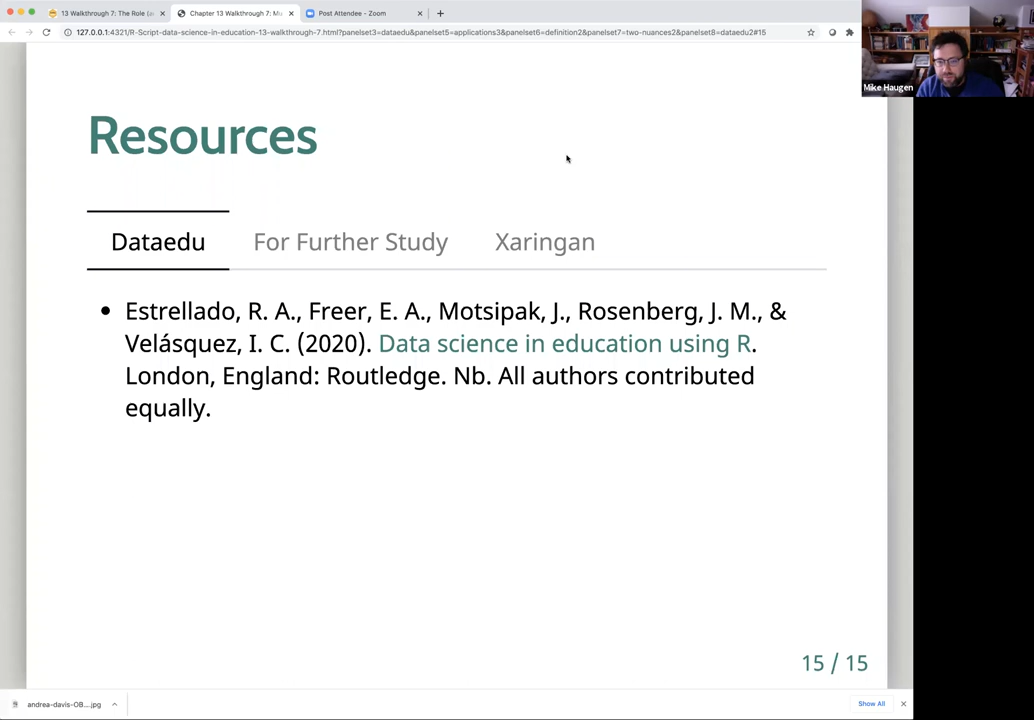 13 Walkthrough 7: The Role (a
Chapter 13 Walkthrough 7: Mu
Post Attendee - Zoom
127.0.0.1:4321/R-Script-data-science-in-education-13-walkthrough-7.html?panelset3=dataedu&panelset5=applications3&panelset6=definition2&panelset7=two-nuances2&panelset8=dataedu2#15
Mike Haugen
Resources
Dataedu For Further Study Xaringan
• Estrellado, R. A., Freer, E. A., Motsipak, J., Rosenberg, J. M., &
Velásquez, I. C. (2020). Data science in education using R.
London, England: Routledge. Nb. All authors contributed
equally.
15 / 15
andrea-davis-OB....jpg
Show All